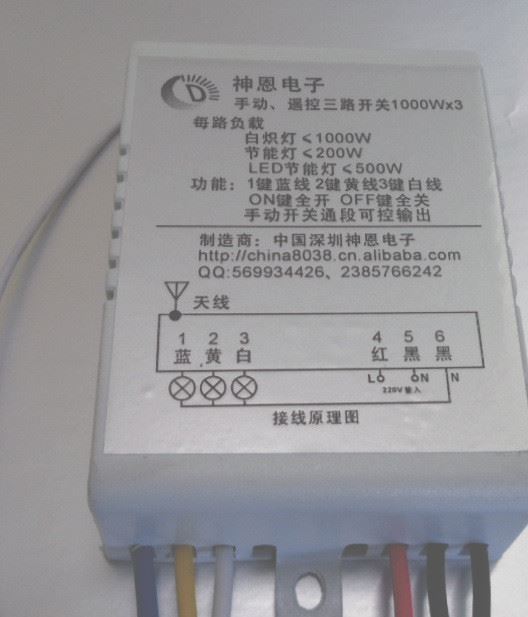 神恩电子
手动、遥控三路开关1000Wx3
每路负载
白炽灯≤1000W
节能灯≤200W
LED节能灯≤500W
功能：1键蓝线 2键黄线3键白线
ON键全开 OFF键全关
手动开关通段可控输出
制造商：中国深圳神恩电子
http://china8038.cn.alibaba.com
QQ:569934426、2385766242
天线
1 2 3 4 5 6
蓝 黄 白 红 黑 黑
L N N
220V输入
接线原理图